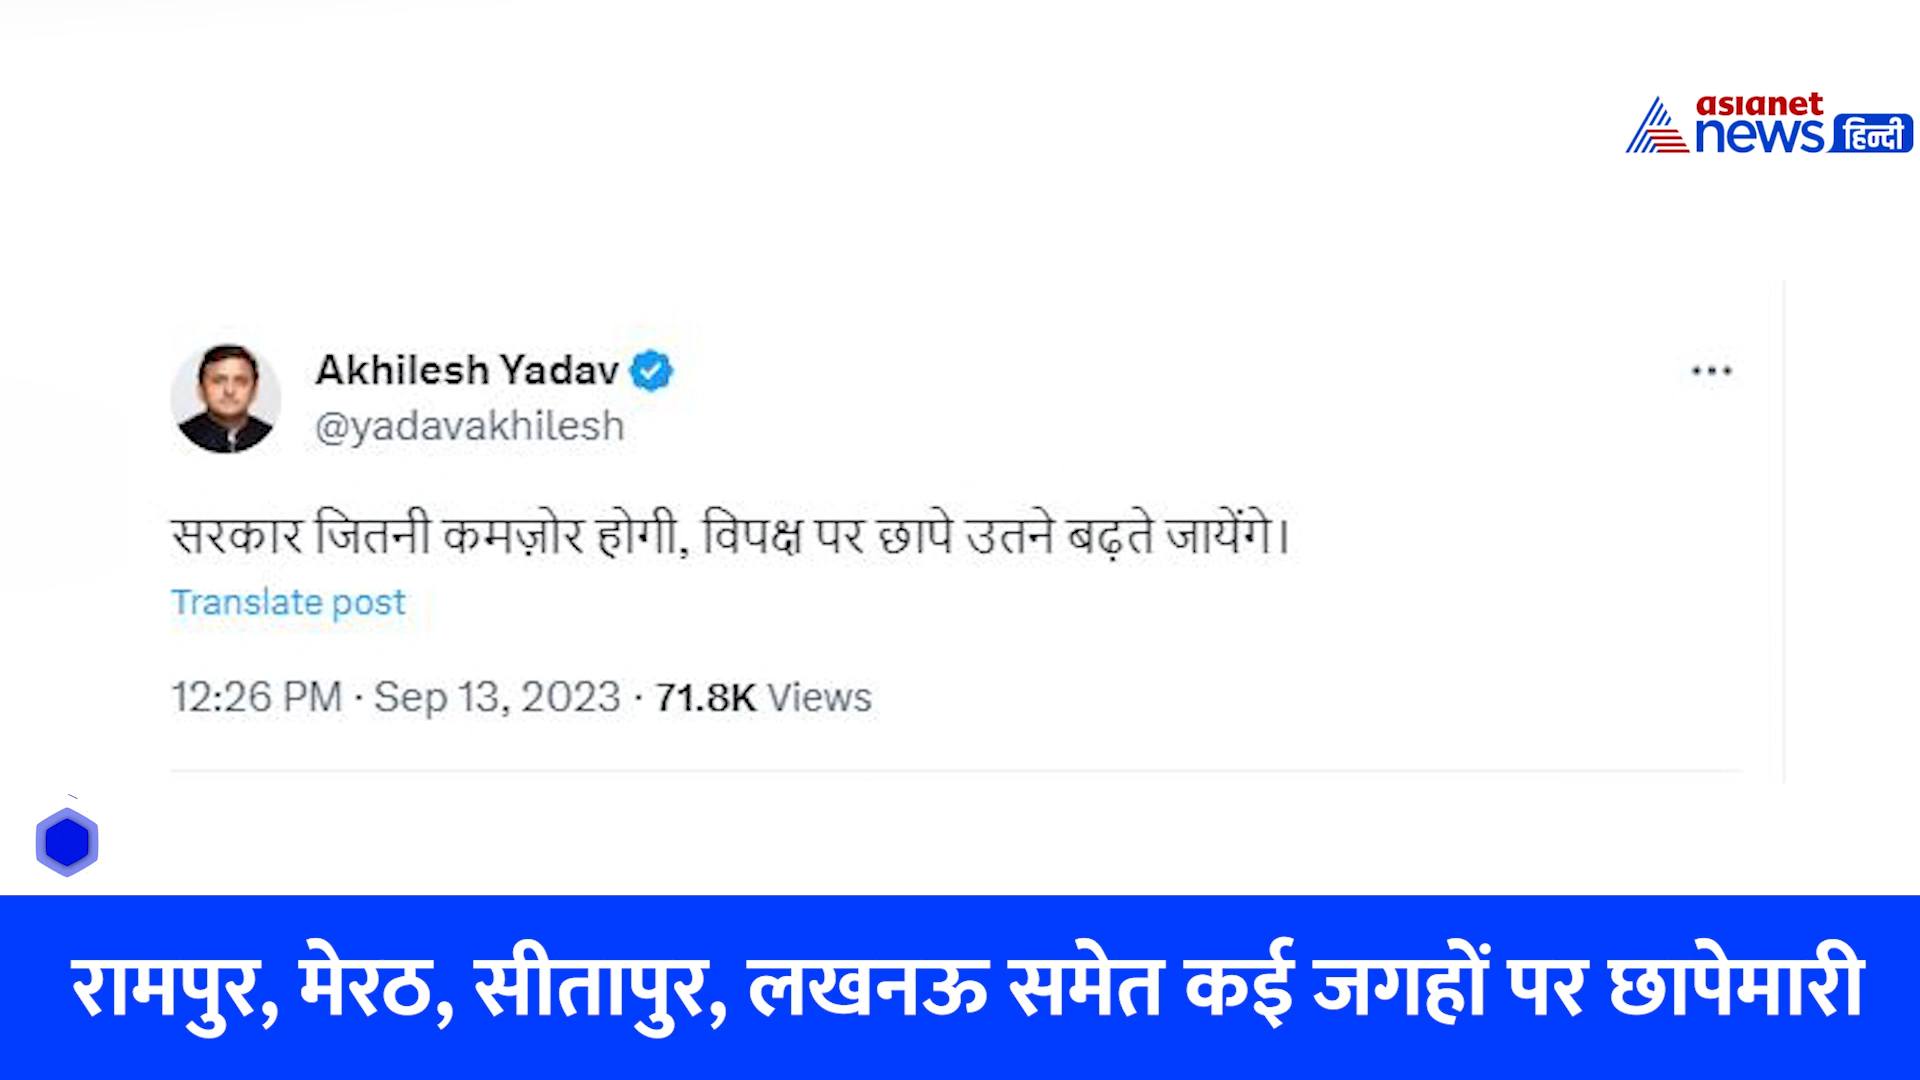 asianet
news हिन्दी
Akhilesh Yadav
@yadavakhilesh
सरकार जितनी कमज़ोर होगी, विपक्ष पर छापे उतने बढ़ते जायेंगे।
Translate post
12:26 PM · Sep 13, 2023 · 71.8K Views
रामपुर, मेरठ, सीतापुर, लखनऊ समेत कई जगहों पर छापेमारी